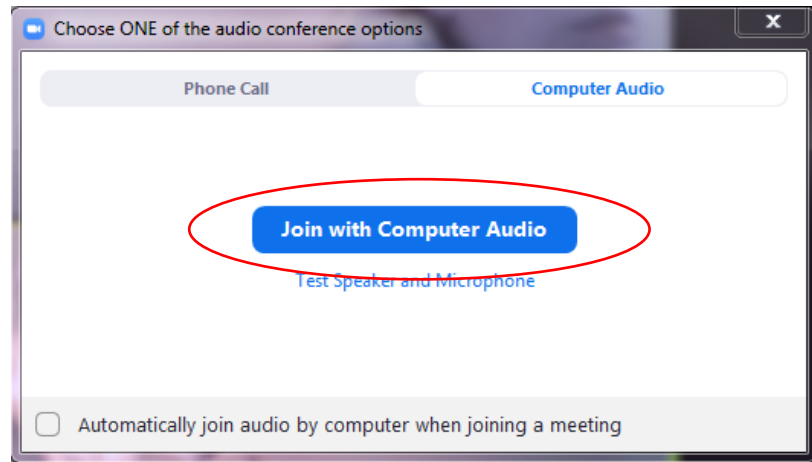 Choose ONE of the audio conference options
Phone Call
Computer Audio
Join with Computer Audio
Test Speaker and Microphone
Automatically join audio by computer when joining a meeting